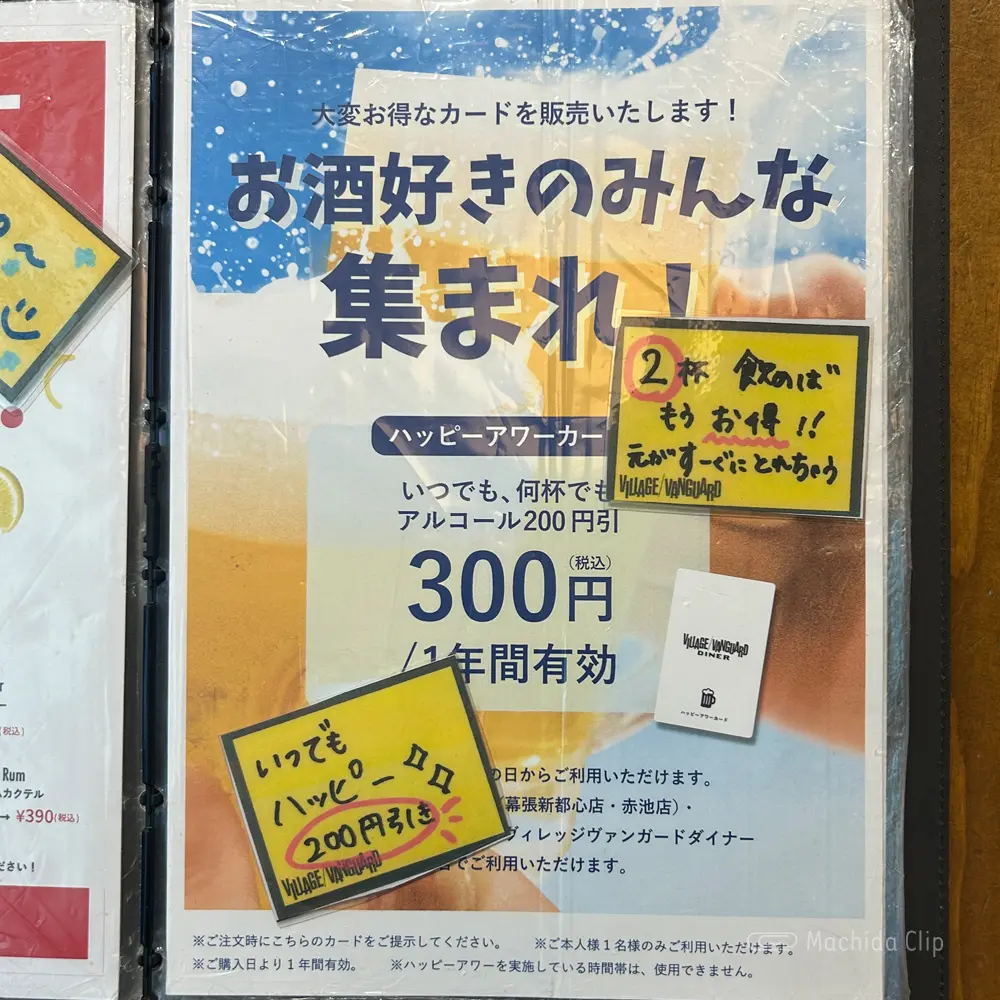 大変お得なカードを販売いたします！
お酒好きのみんな
集まれ！
ハッピーアワーカー
いつでも、何杯でも
アルコール200円引
300円
(税込)
/1年間有効
2杯 飲めば
もうお得!!
元がすーぐにとれちゃう
VILLAGE/VANGUARD
VILLAGE/VANGUARD
DINER
ハッピーアワーカード
いつでも
ハッピー
200円引き
VILLAGE/VANGUARD
の日からご利用いただけます。
(幕張新都心店・赤池店)・
ヴィレッジヴァンガードダイナー
でご利用いただけます。
※ご注文時にこちらのカードをご提示してください。 ※ご本人様1名様のみご利用いただけます。
※ご購入日より1年間有効。 ※ハッピーアワーを実施している時間帯は、使用できません。
(税込)
Rum
カクテル
→ ¥390(税込)
ださい！
Machida Clip